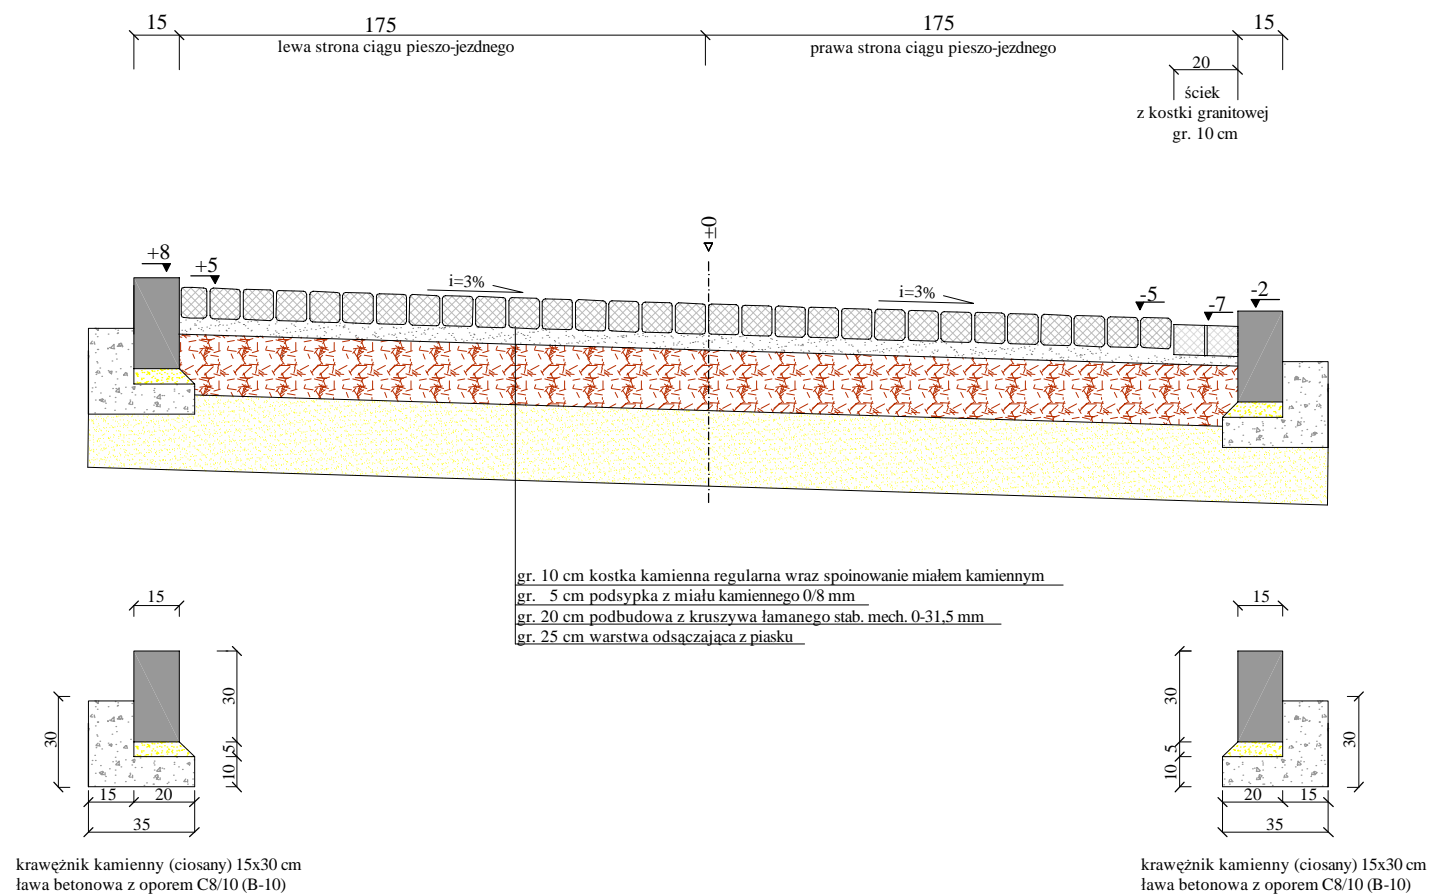 15 175 175 15
lewa strona ciągu pieszo-jezdnego prawa strona ciągu pieszo-jezdnego
20
ściek
z kostki granitowej
gr. 10 cm
±0
+8
+5
i=3%
i=3%
-5
-7
-2
gr. 10 cm kostka kamienna regularna wraz spoinowanie miałem kamiennym
gr. 5 cm podsypka z miału kamiennego 0/8 mm
gr. 20 cm podbudowa z kruszywa łamanego stab. mech. 0-31,5 mm
gr. 25 cm warstwa odsączająca z piasku
15
30
30
5
10
15 20
35
krawężnik kamienny (ciosany) 15x30 cm
ława betonowa z oporem C8/10 (B-10)
15
30
30
5
10
20 15
35
krawężnik kamienny (ciosany) 15x30 cm
ława betonowa z oporem C8/10 (B-10)